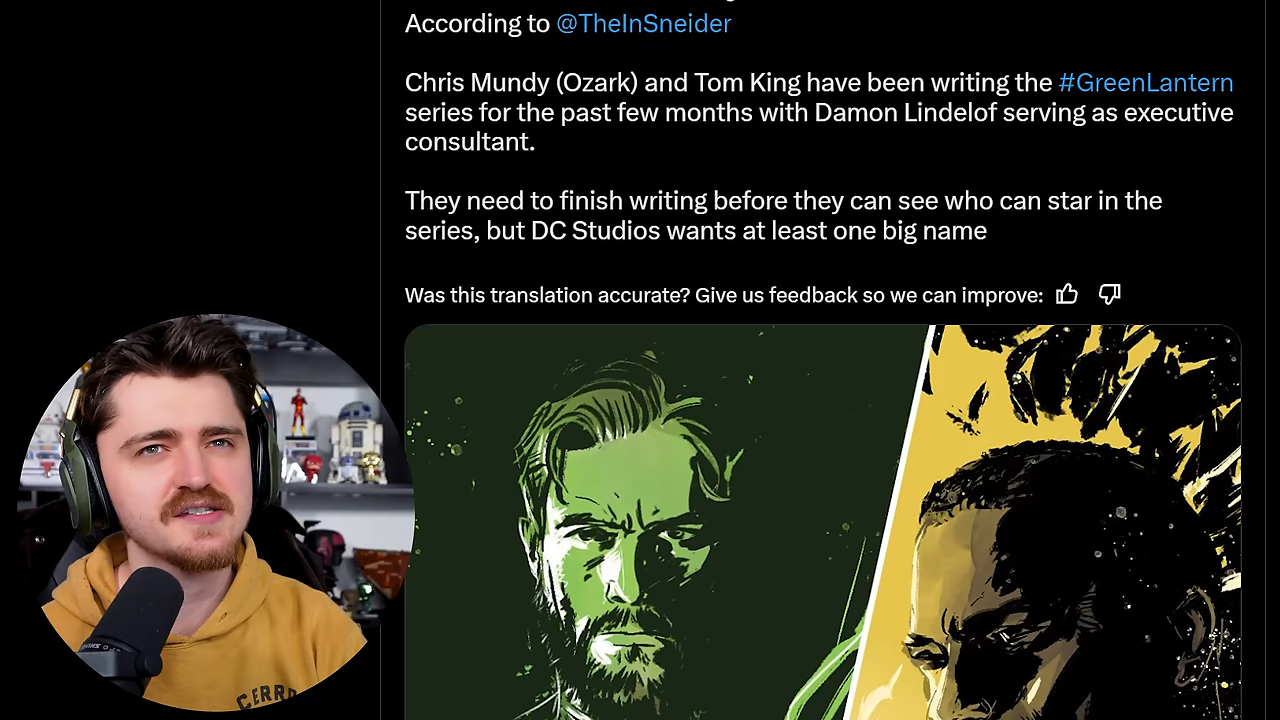 According to @TheInSneider
Chris Mundy (Ozark) and Tom King have been writing the #GreenLantern
series for the past few months with Damon Lindelof serving as executive
consultant.
They need to finish writing before they can see who can star in the
series, but DC Studios wants at least one big name
Was this translation accurate? Give us feedback so we can improve:
CERRO